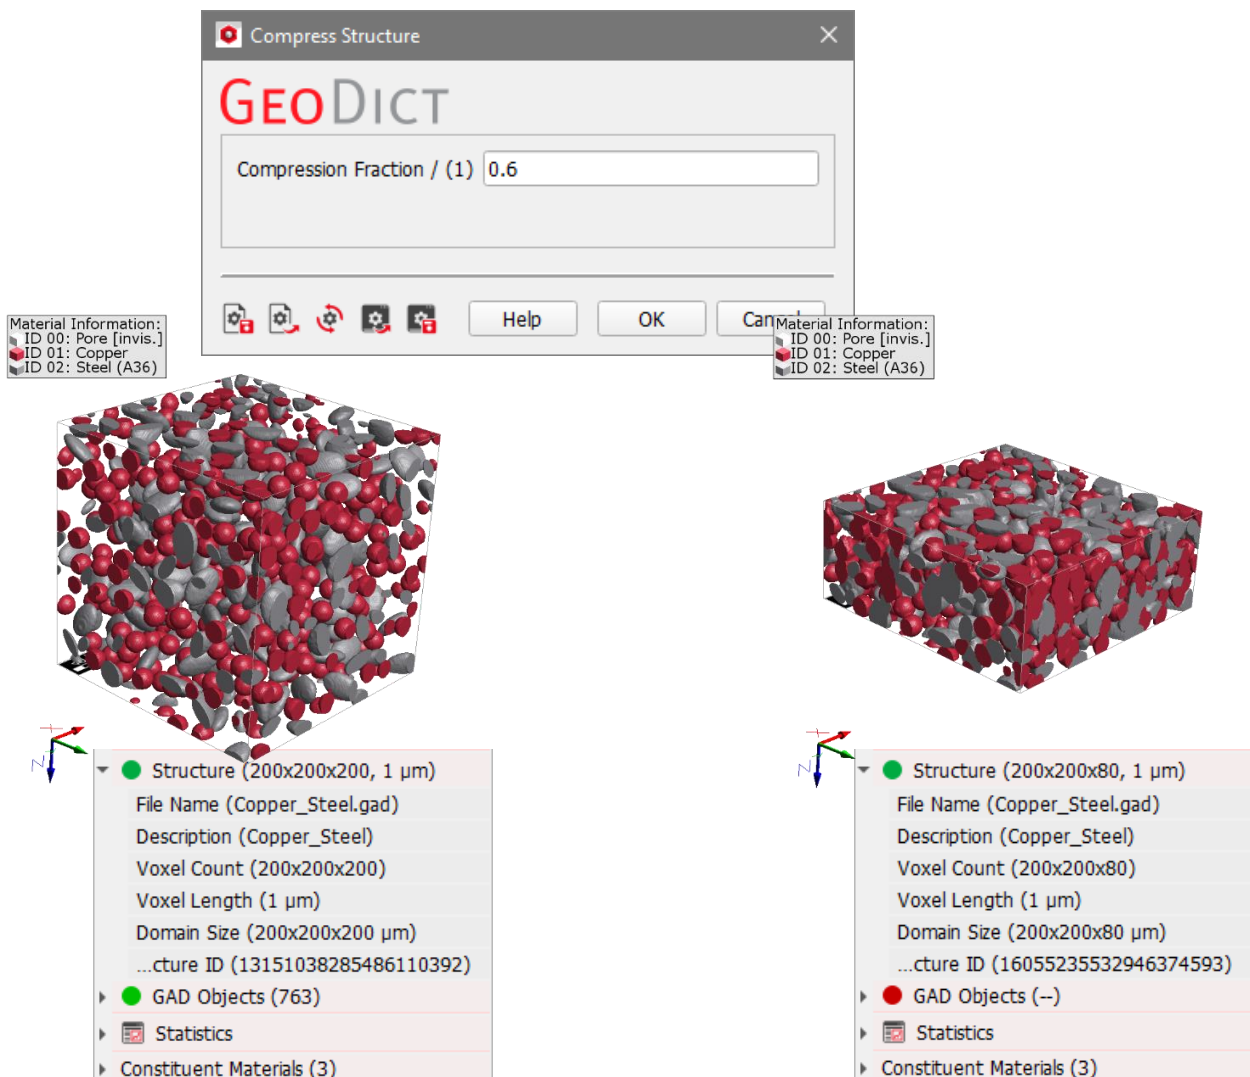 Compress Structure
GEODICT
Compression Fraction / (1) 0.6
Help OK
Material Information:
ID 00: Pore [invis.]
ID 01: Copper
ID 02: Steel (A36)
Material Information:
ID 00: Pore [invis.]
ID 01: Copper
ID 02: Steel (A36)
X
Z
Structure (200x200x200, 1 µm)
File Name (Copper_Steel.gad)
Description (Copper_Steel)
Voxel Count (200x200x200)
Voxel Length (1 µm)
Domain Size (200x200x200 µm)
...cture ID (13151038285486110392)
GAD Objects (763)
Statistics
Constituent Materials (3)
X
Z
Structure (200x200x80, 1 µm)
File Name (Copper_Steel.gad)
Description (Copper_Steel)
Voxel Count (200x200x80)
Voxel Length (1 µm)
Domain Size (200x200x80 µm)
...cture ID (16055235532946374593)
GAD Objects (--)
Statistics
Constituent Materials (3)